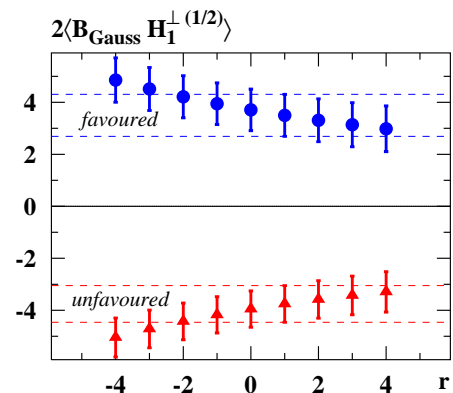 2⟨B_Gauss H_1^{⊥ (1/2)}⟩
4
favoured
2
0
-2
unfavoured
-4
-4 -2 0 2 4 r